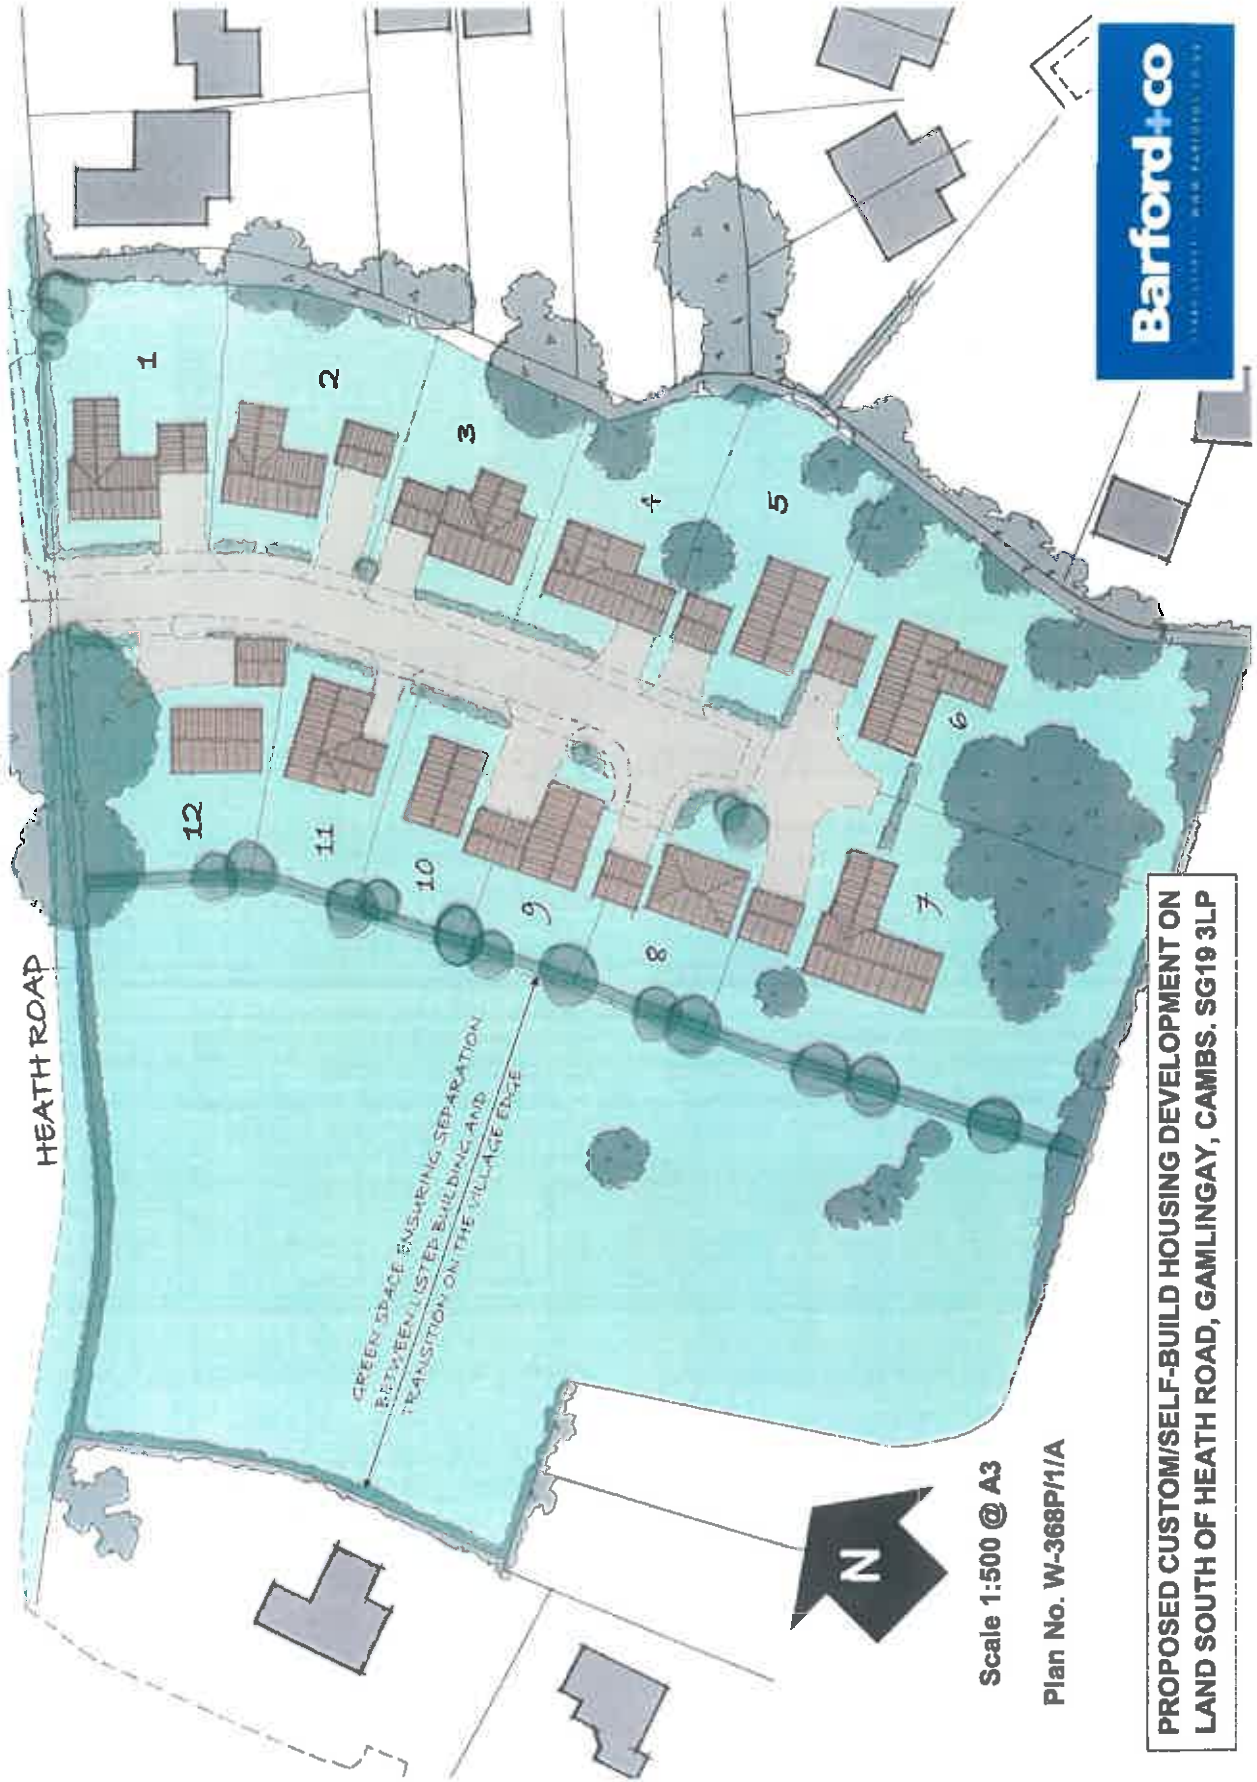 HEATH ROAD
GREEN SPACE ENSURING SEPARATION
BETWEEN LISTED BUILDING AND
TRANSITION ON THE VILLAGE EDGE
1
2
3
4
5
6
7
8
9
10
11
12
N
Scale 1:500 @ A3
Plan No. W-368P/1/A
PROPOSED CUSTOM/SELF-BUILD HOUSING DEVELOPMENT ON
LAND SOUTH OF HEATH ROAD, GAMLINGAY, CAMBS. SG19 3LP
Barford+co